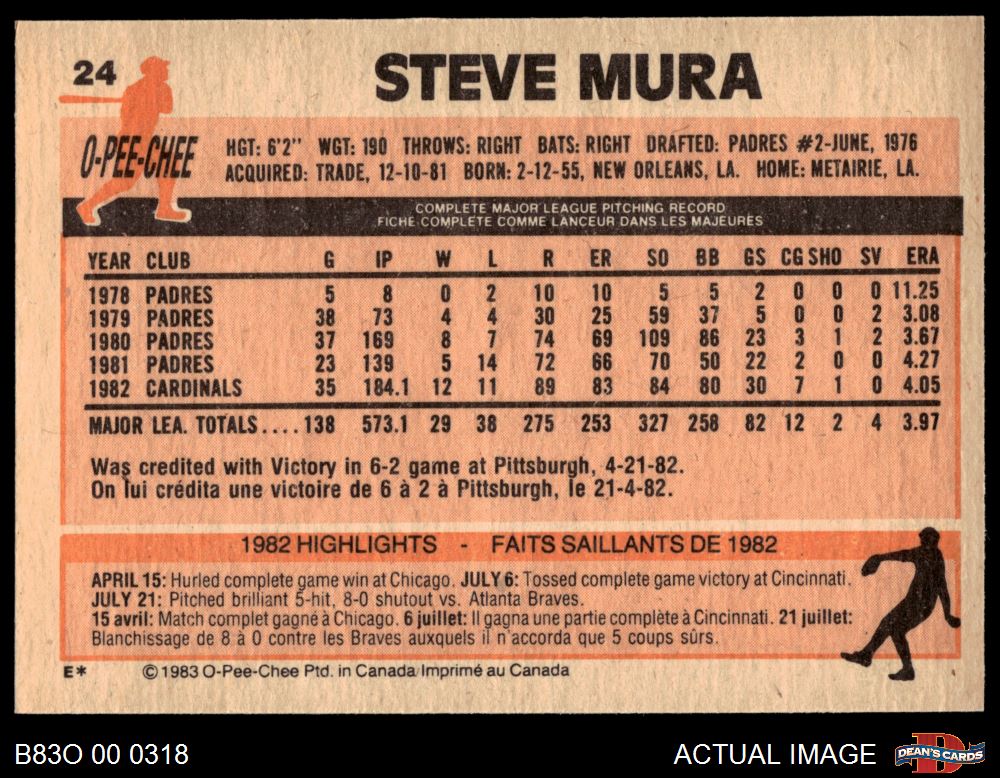 24
STEVE MURA
O-PEE-CHEE
HGT: 6'2" WGT: 190 THROWS: RIGHT BATS: RIGHT DRAFTED: PADRES #2-JUNE, 1976
ACQUIRED: TRADE, 12-10-81 BORN: 2-12-55, NEW ORLEANS, LA. HOME: METAIRIE, LA.
COMPLETE MAJOR LEAGUE PITCHING RECORD
FICHE COMPLETE COMME LANCEUR DANS LES MAJEURES
YEAR CLUB G IP W L R ER SO BB GS CG SHO SV ERA
1978 PADRES 5 8 0 2 10 10 5 5 2 0 0 0 11.25
1979 PADRES 38 73 4 4 30 25 59 37 5 0 0 2 3.08
1980 PADRES 37 169 8 7 74 69 109 86 23 3 1 2 3.67
1981 PADRES 23 139 5 14 72 66 70 50 22 2 0 0 4.27
1982 CARDINALS 35 184.1 12 11 89 83 84 80 30 7 1 0 4.05
MAJOR LEA. TOTALS.... 138 573.1 29 38 275 253 327 258 82 12 2 4 3.97
Was credited with Victory in 6-2 game at Pittsburgh, 4-21-82.
On lui crédita une victoire de 6 à 2 à Pittsburgh, le 21-4-82.
1982 HIGHLIGHTS - FAITS SAILLANTS DE 1982
APRIL 15: Hurled complete game win at Chicago. JULY 6: Tossed complete game victory at Cincinnati.
JULY 21: Pitched brilliant 5-hit, 8-0 shutout vs. Atlanta Braves.
15 avril: Match complet gagné à Chicago. 6 juillet: Il gagna une partie complète à Cincinnati. 21 juillet:
Blanchissage de 8 à 0 contre les Braves auxquels il n'accorda que 5 coups sûrs.
E* © 1983 O-Pee-Chee Ptd. in Canada/Imprimé au Canada
B83O 00 0318
ACTUAL IMAGE
D
DEAN'S CARDS